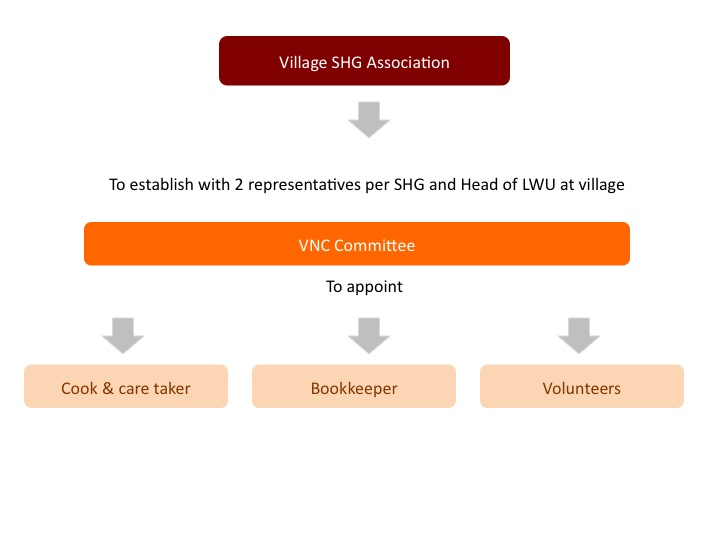 Village SHG Association
To establish with 2 representatives per SHG and Head of LWU at village
VNC Committee
To appoint
Cook & care taker
Bookkeeper
Volunteers